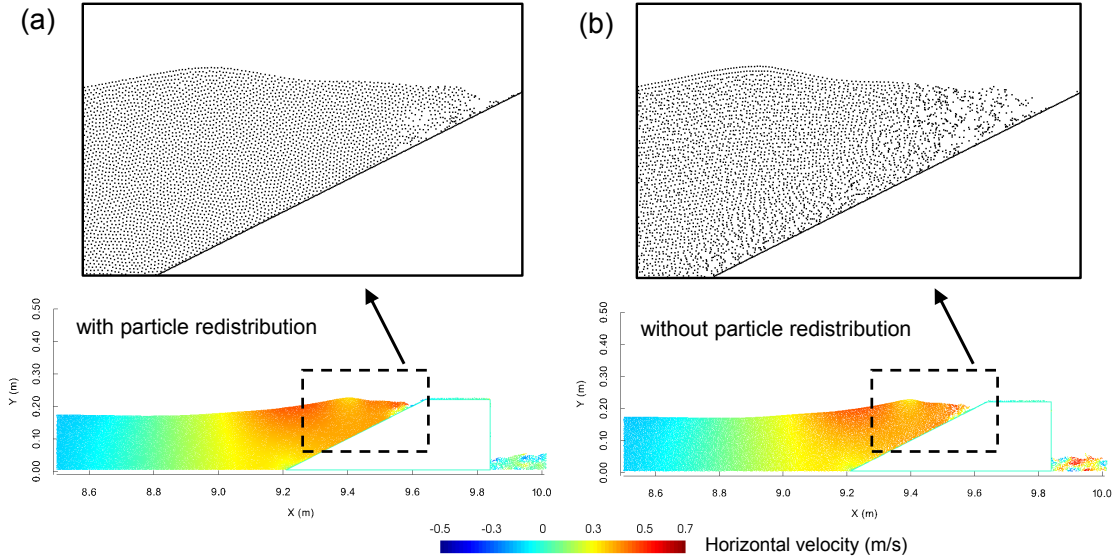 (a)
(b)
with particle redistribution
without particle redistribution
Y (m)
0.50
0.40
0.30
0.20
0.10
0.00
8.6 8.8 9.0 9.2 9.4 9.6 9.8 10.0
X (m)
Y (m)
0.50
0.40
0.30
0.20
0.10
0.00
8.6 8.8 9.0 9.2 9.4 9.6 9.8 10.0
X (m)
-0.5 -0.3 0 0.3 0.7
Horizontal velocity (m/s)